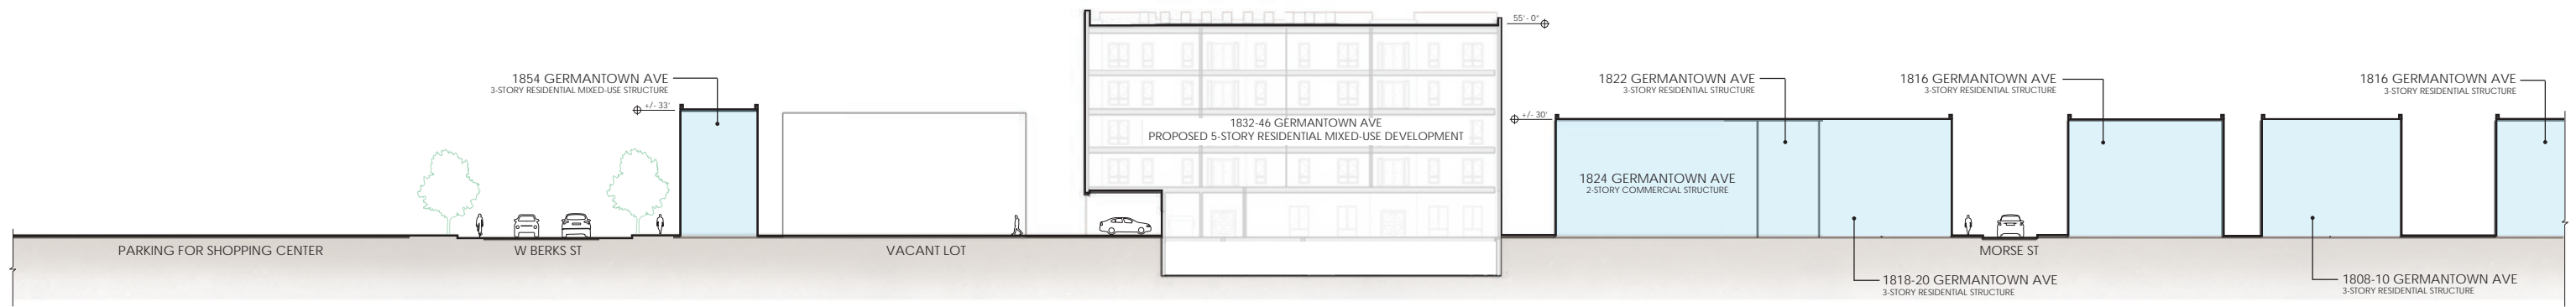 55'-0"
1854 GERMANTOWN AVE
3-STORY RESIDENTIAL MIXED-USE STRUCTURE
+/- 33'
1822 GERMANTOWN AVE
3-STORY RESIDENTIAL STRUCTURE
1816 GERMANTOWN AVE
3-STORY RESIDENTIAL STRUCTURE
1816 GERMANTOWN AVE
3-STORY RESIDENTIAL STRUCTURE
+/- 30'
1832-46 GERMANTOWN AVE
PROPOSED 5-STORY RESIDENTIAL MIXED-USE DEVELOPMENT
1824 GERMANTOWN AVE
2-STORY COMMERCIAL STRUCTURE
PARKING FOR SHOPPING CENTER
W BERKS ST
VACANT LOT
MORSE ST
1818-20 GERMANTOWN AVE
3-STORY RESIDENTIAL STRUCTURE
1808-10 GERMANTOWN AVE
3-STORY RESIDENTIAL STRUCTURE